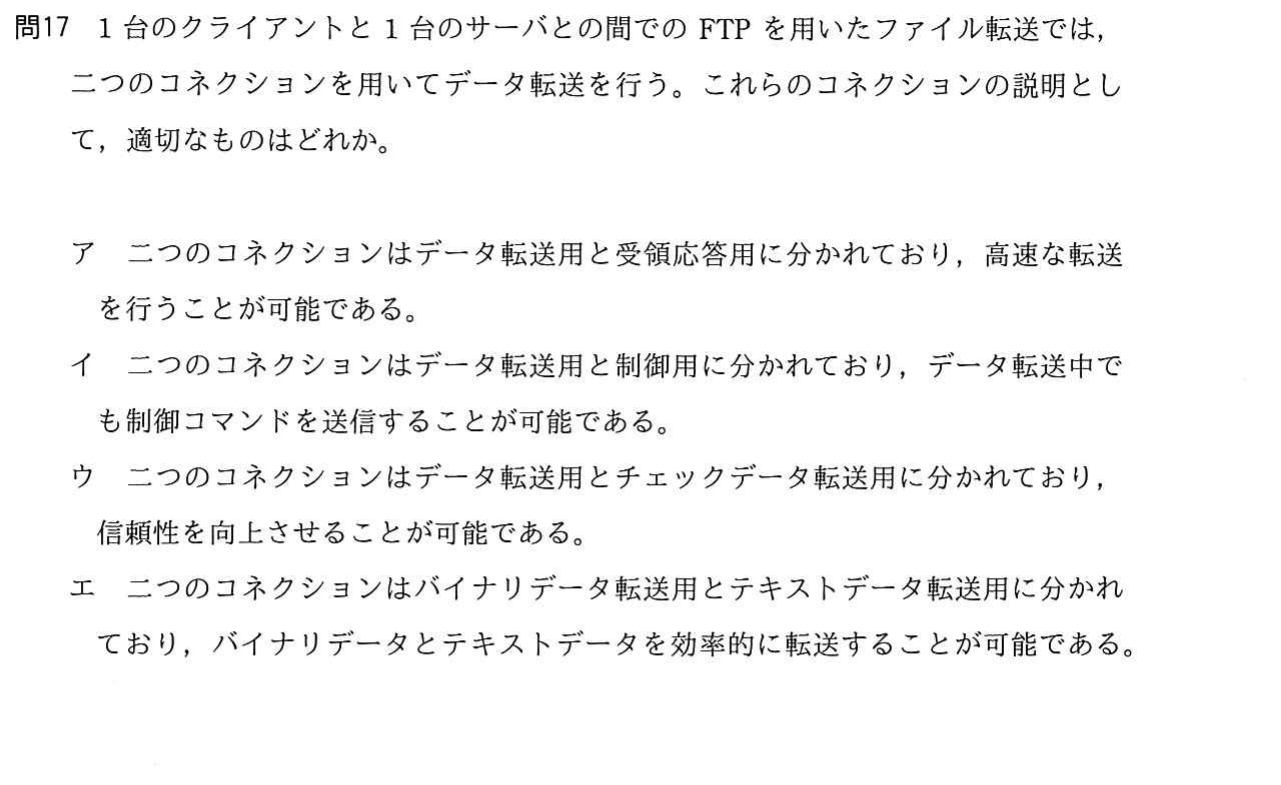 問17 1台のクライアントと1台のサーバとの間での FTP を用いたファイル転送では，
二つのコネクションを用いてデータ転送を行う。これらのコネクションの説明とし
て，適切なものはどれか。
ア 二つのコネクションはデータ転送用と受領応答用に分かれており，高速な転送
を行うことが可能である。
イ 二つのコネクションはデータ転送用と制御用に分かれており，データ転送中で
も制御コマンドを送信することが可能である。
ウ 二つのコネクションはデータ転送用とチェックデータ転送用に分かれており，
信頼性を向上させることが可能である。
エ 二つのコネクションはバイナリデータ転送用とテキストデータ転送用に分かれ
ており，バイナリデータとテキストデータを効率的に転送することが可能である。